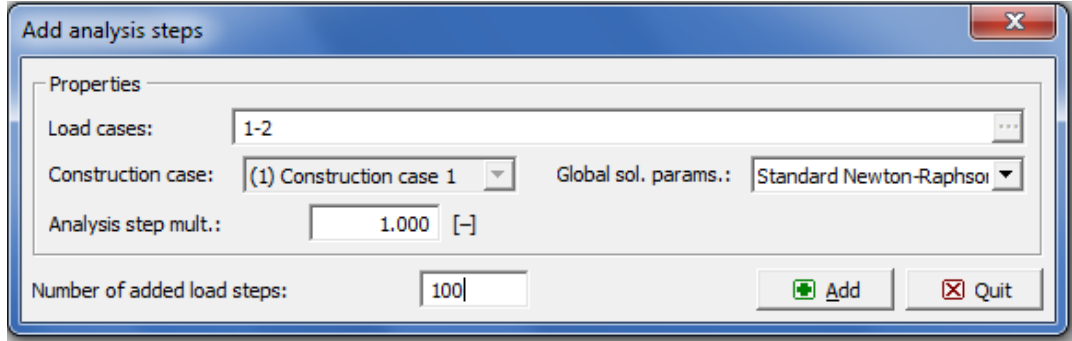 Add analysis steps
Properties
Load cases: 1-2 ...
Construction case: (1) Construction case 1 Global sol. params.: Standard Newton-Raphso
Analysis step mult.: 1.000 [–]
Number of added load steps: 100 Add Quit